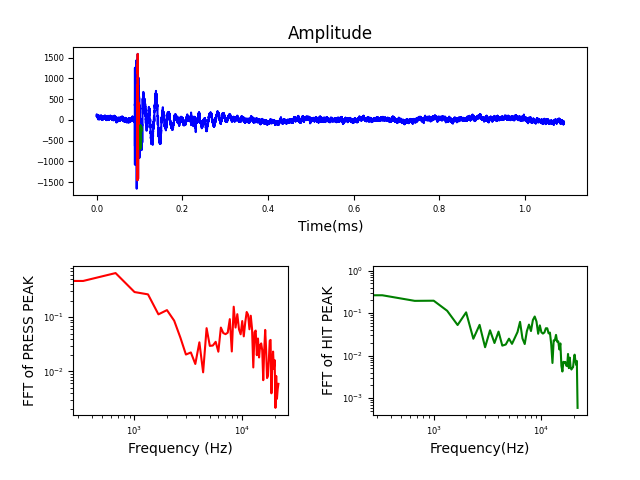 Amplitude
1500
1000
500
0
−500
−1000
−1500
0.0 0.2 0.4 0.6 0.8 1.0
Time(ms)
FFT of PRESS PEAK
10⁻¹
10⁻²
10³ 10⁴
Frequency (Hz)
FFT of HIT PEAK
10⁰
10⁻¹
10⁻²
10⁻³
10³ 10⁴
Frequency(Hz)